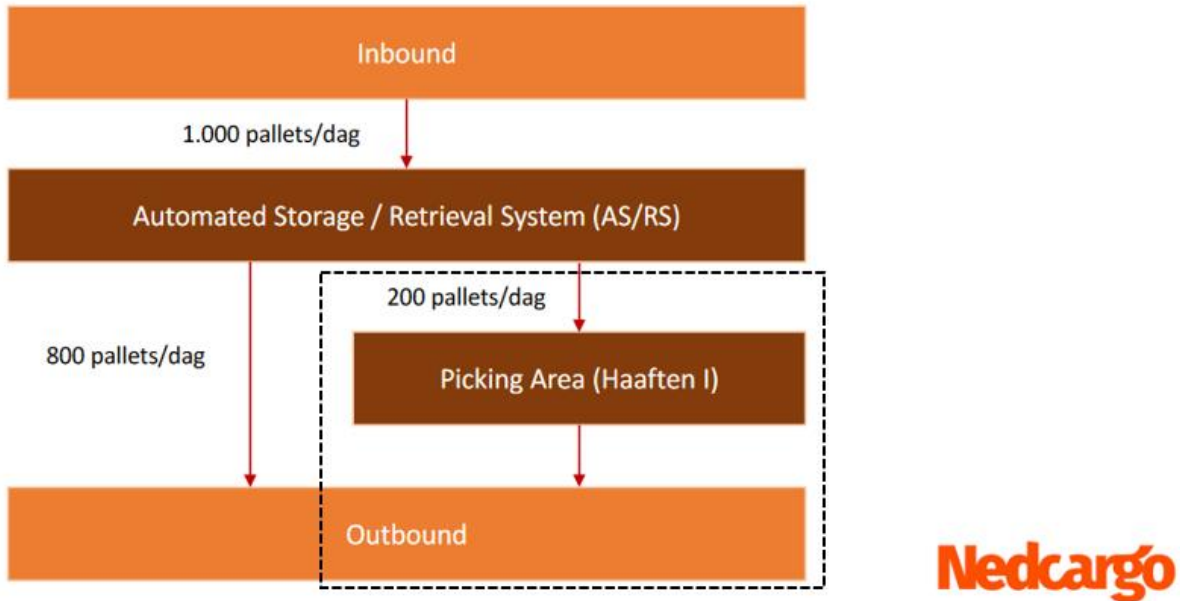 Inbound
1.000 pallets/dag
Automated Storage / Retrieval System (AS/RS)
200 pallets/dag
800 pallets/dag
Picking Area (Haaften I)
Outbound
Nedcargo